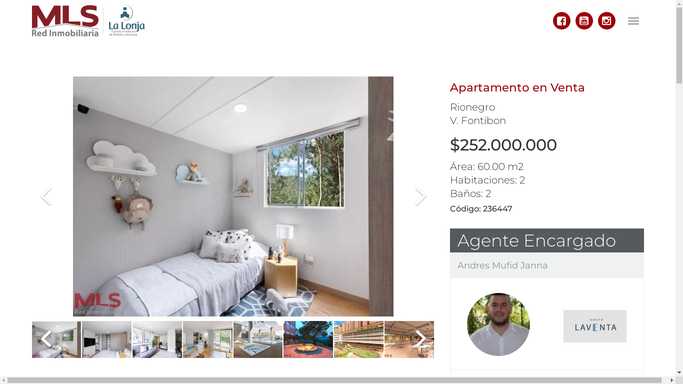 MLS
Red Inmobiliaria
La Lonja
Apartamento en Venta
Rionegro
V. Fontibon
$252.000.000
Área: 60.00 m2
Habitaciones: 2
Baños: 2
Código: 236447
MLS
Agente Encargado
Andres Mufid Janna
LAVENTA